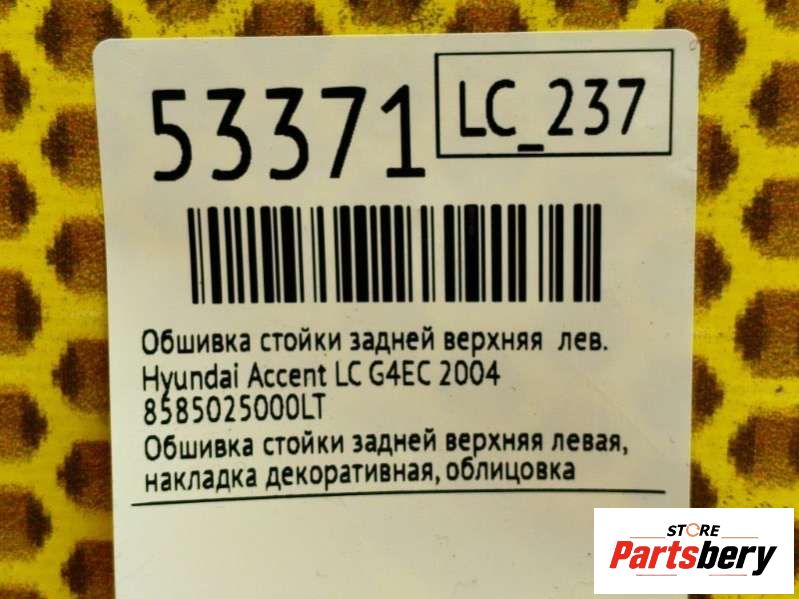 53371
LC_237
Обшивка стойки задней верхняя лев.
Hyundai Accent LC G4EC 2004
8585025000LT
Обшивка стойки задней верхняя левая,
накладка декоративная, облицовка
STORE
Partsbery